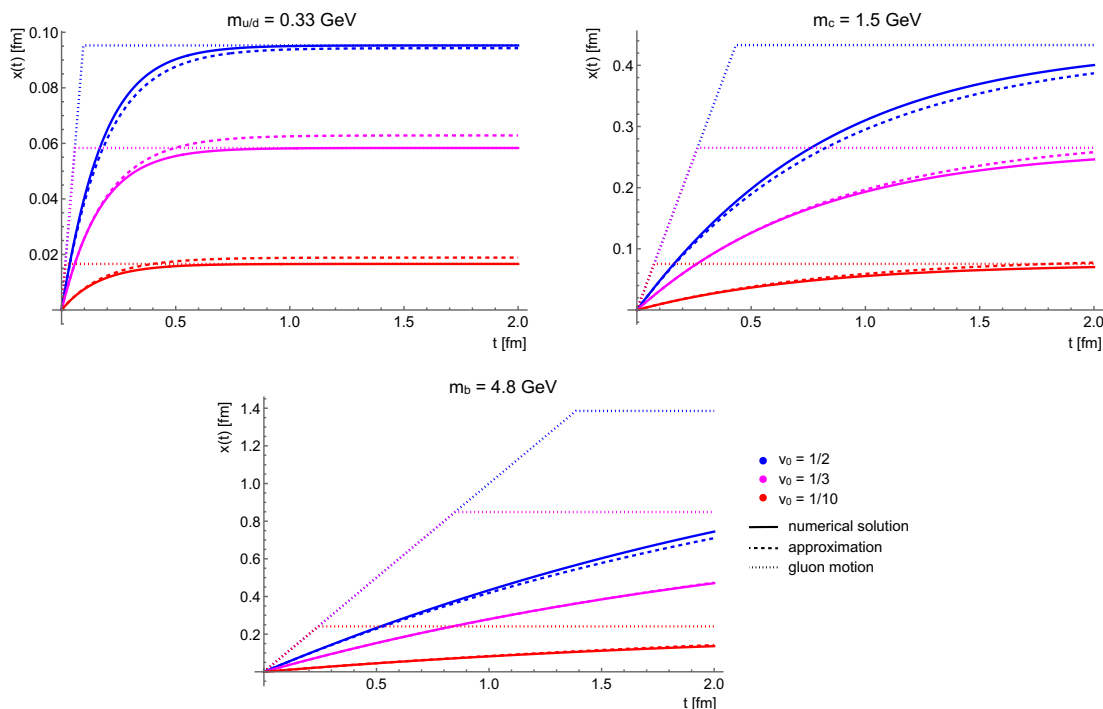 m_u/d = 0.33 GeV
x(t) [fm]
0.10
0.08
0.06
0.04
0.02
0.5
1.0
1.5
2.0
t [fm]
m_c = 1.5 GeV
x(t) [fm]
0.4
0.3
0.2
0.1
0.5
1.0
1.5
2.0
t [fm]
m_b = 4.8 GeV
x(t) [fm]
1.4
1.2
1.0
0.8
0.6
0.4
0.2
0.5
1.0
1.5
2.0
t [fm]
v₀ = 1/2
v₀ = 1/3
v₀ = 1/10
numerical solution
approximation
gluon motion